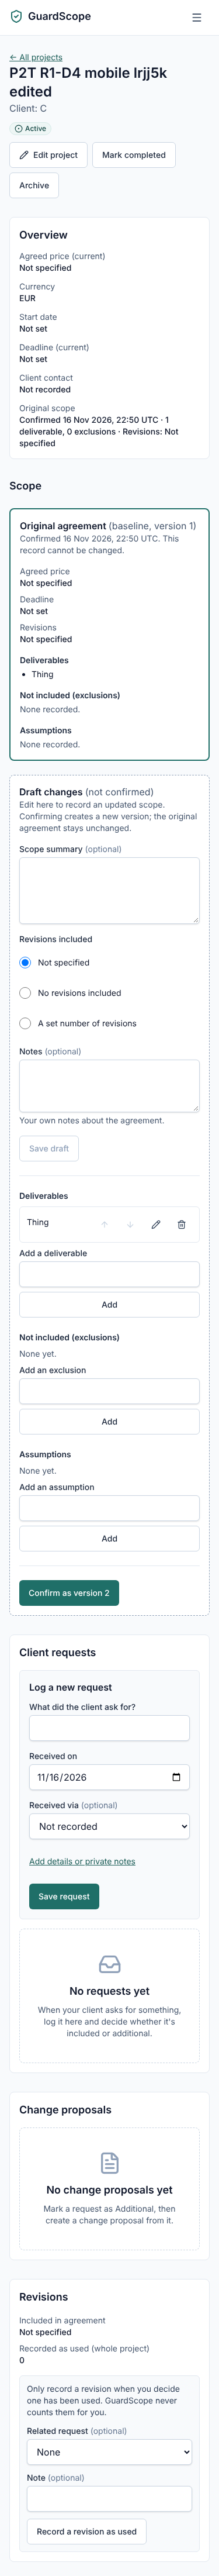 GuardScope
← All projects
P2T R1-D4 mobile lrjj5k
edited
Client: C
Active
Edit project
Mark completed
Archive
Overview
Agreed price (current)
Not specified
Currency
EUR
Start date
Not set
Deadline (current)
Not set
Client contact
Not recorded
Original scope
Confirmed 16 Nov 2026, 22:50 UTC · 1
deliverable, 0 exclusions · Revisions: Not
specified
Scope
Original agreement (baseline, version 1)
Confirmed 16 Nov 2026, 22:50 UTC. This
record cannot be changed.
Agreed price
Not specified
Deadline
Not set
Revisions
Not specified
Deliverables
• Thing
Not included (exclusions)
None recorded.
Assumptions
None recorded.
Draft changes (not confirmed)
Edit here to record an updated scope.
Confirming creates a new version; the original
agreement stays unchanged.
Scope summary (optional)
Revisions included
Not specified
No revisions included
A set number of revisions
Notes (optional)
Your own notes about the agreement.
Save draft
Deliverables
Thing
Add a deliverable
Add
Not included (exclusions)
None yet.
Add an exclusion
Add
Assumptions
None yet.
Add an assumption
Add
Confirm as version 2
Client requests
Log a new request
What did the client ask for?
Received on
11/16/2026
Received via (optional)
Not recorded
Add details or private notes
Save request
No requests yet
When your client asks for something,
log it here and decide whether it's
included or additional.
Change proposals
No change proposals yet
Mark a request as Additional, then
create a change proposal from it.
Revisions
Included in agreement
Not specified
Recorded as used (whole project)
0
Only record a revision when you decide
one has been used. GuardScope never
counts them for you.
Related request (optional)
None
Note (optional)
Record a revision as used